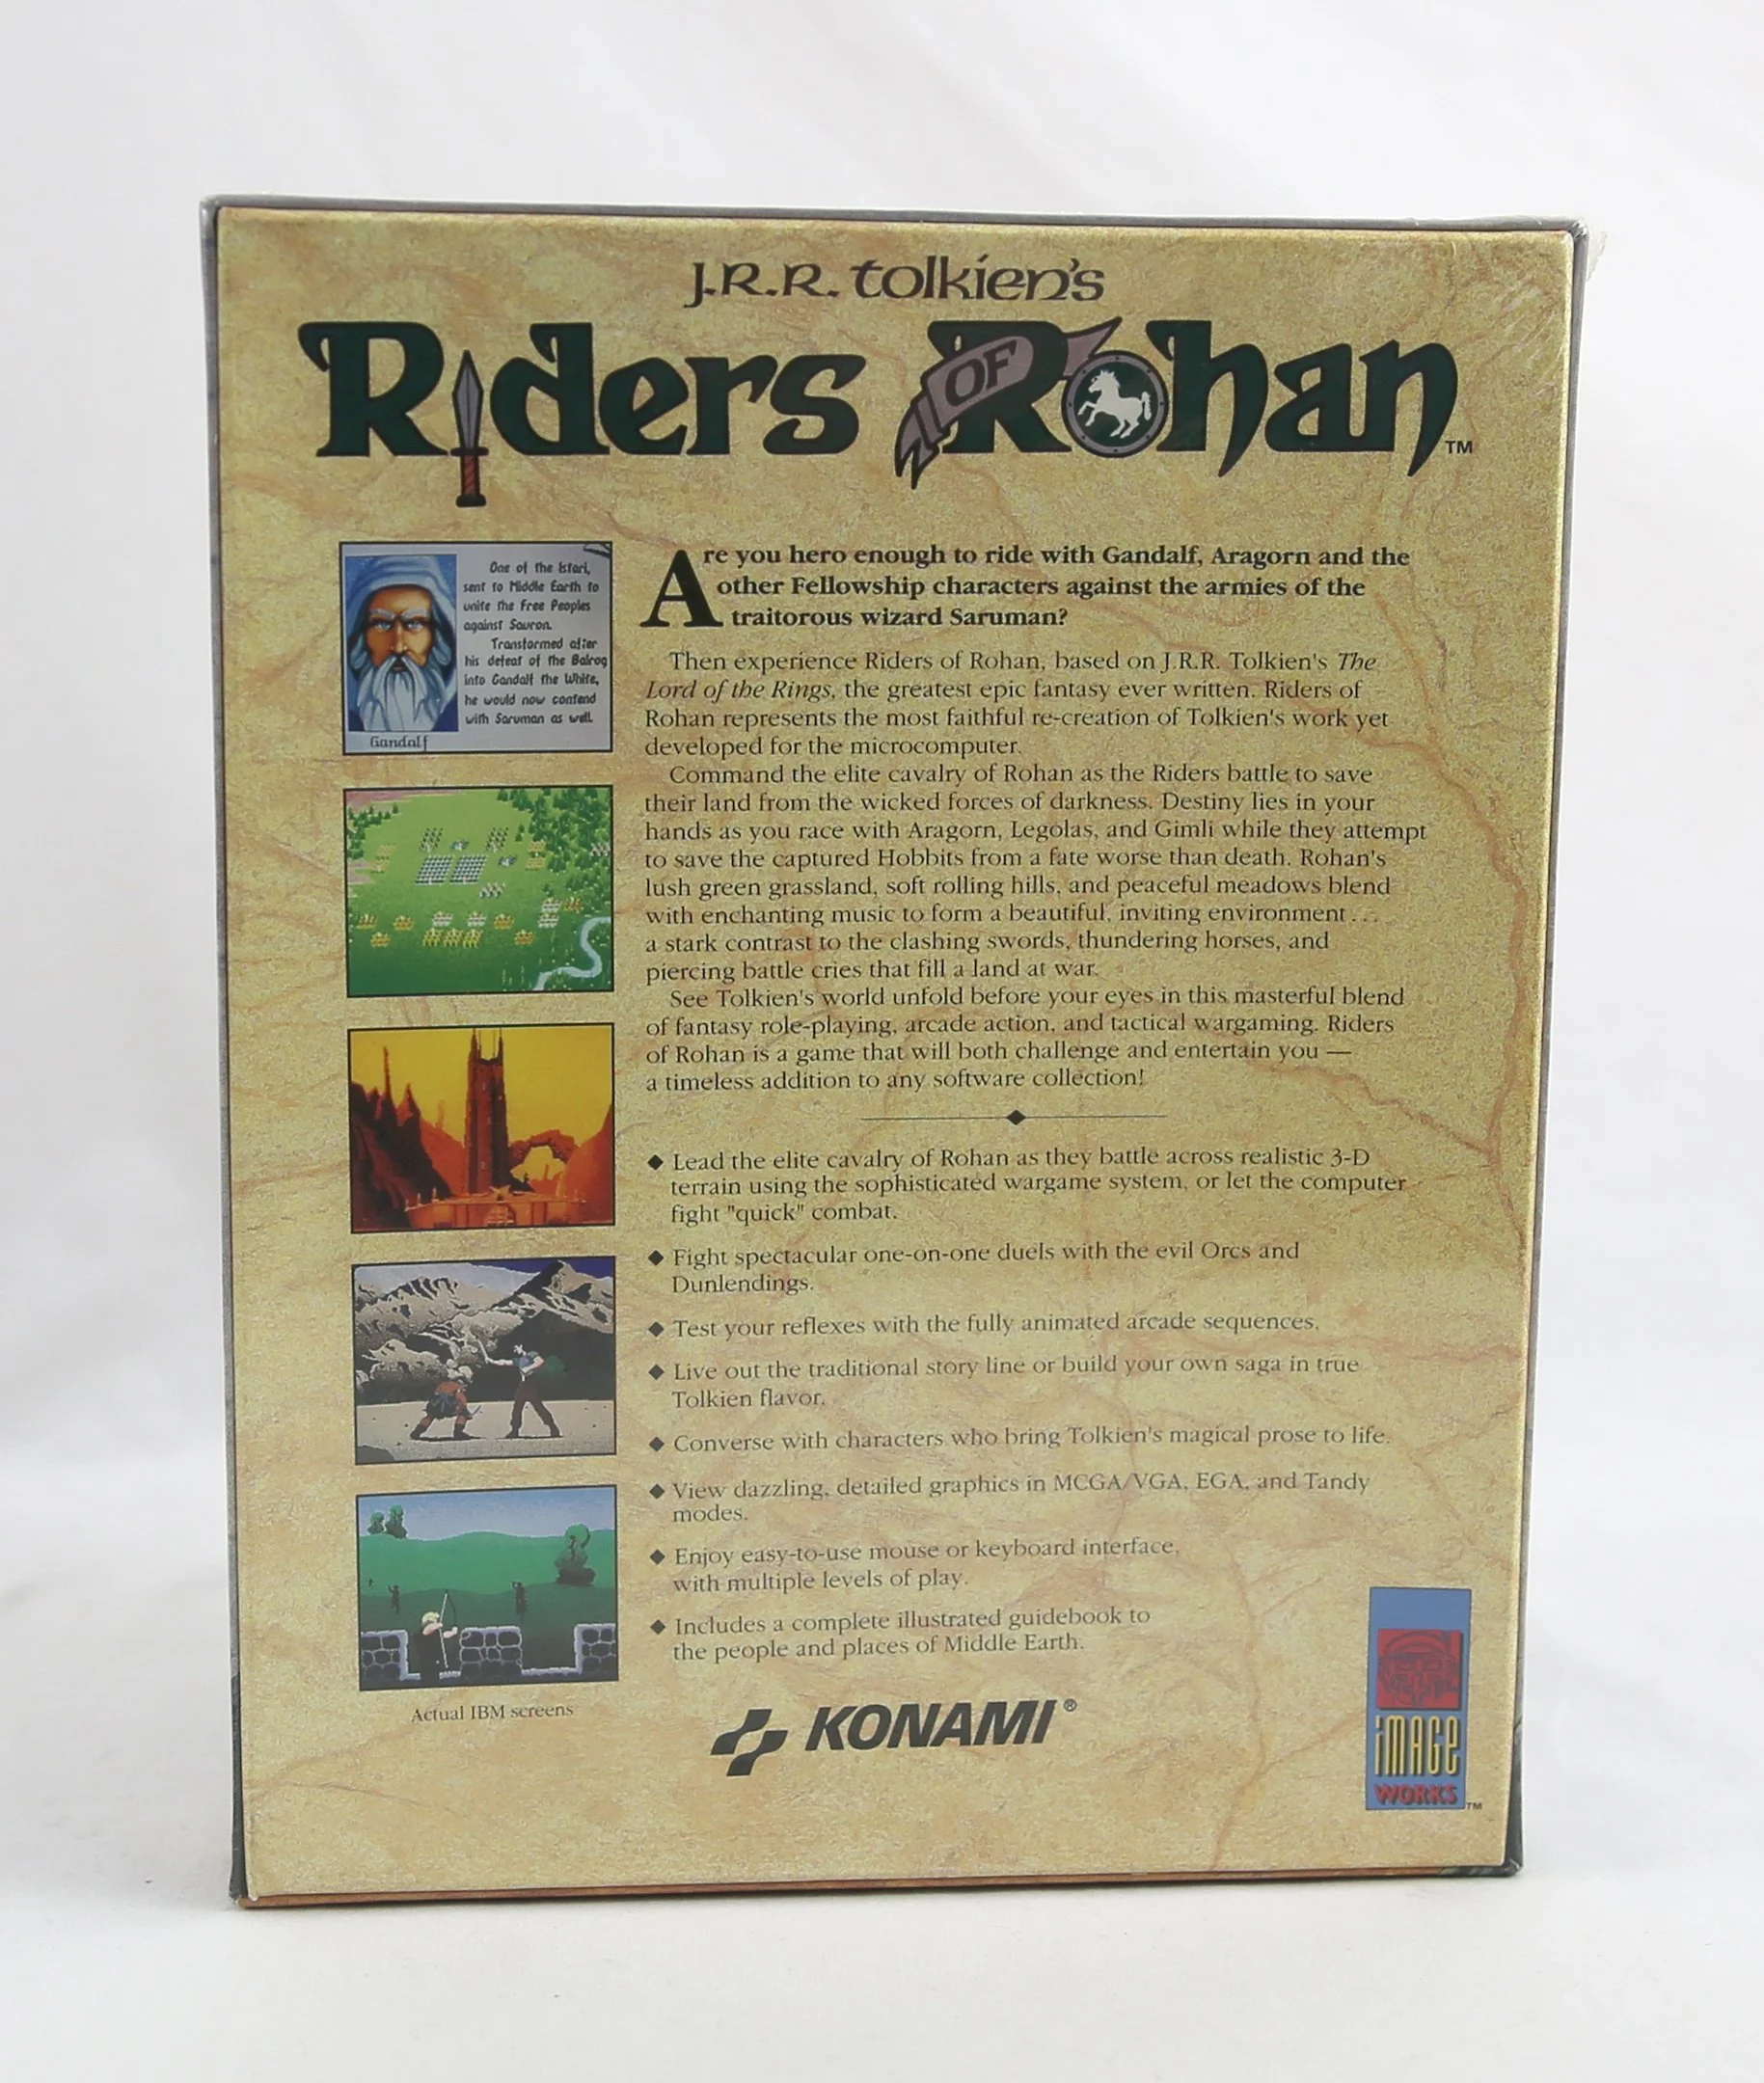 J.R.R. tolkien's
Riders OF Rohan™
One of the Istari,
sent to Middle Earth to
unite the Free Peoples
against Sauron.
Transformed after
his defeat of the Balrog
into Gandalf the White,
he would now contend
with Saruman as well.
Gandalf
Are you hero enough to ride with Gandalf, Aragorn and the
other Fellowship characters against the armies of the
traitorous wizard Saruman?
Then experience Riders of Rohan, based on J.R.R. Tolkien's The
Lord of the Rings, the greatest epic fantasy ever written. Riders of
Rohan represents the most faithful re-creation of Tolkien's work yet
developed for the microcomputer.
Command the elite cavalry of Rohan as the Riders battle to save
their land from the wicked forces of darkness. Destiny lies in your
hands as you race with Aragorn, Legolas, and Gimli while they attempt
to save the captured Hobbits from a fate worse than death. Rohan's
lush green grassland, soft rolling hills, and peaceful meadows blend
with enchanting music to form a beautiful, inviting environment . . .
a stark contrast to the clashing swords, thundering horses, and
piercing battle cries that fill a land at war.
See Tolkien's world unfold before your eyes in this masterful blend
of fantasy role-playing, arcade action, and tactical wargaming. Riders
of Rohan is a game that will both challenge and entertain you —
a timeless addition to any software collection!
◆ Lead the elite cavalry of Rohan as they battle across realistic 3-D
terrain using the sophisticated wargame system, or let the computer
fight "quick" combat.
◆ Fight spectacular one-on-one duels with the evil Orcs and
Dunlendings.
◆ Test your reflexes with the fully animated arcade sequences.
◆ Live out the traditional story line or build your own saga in true
Tolkien flavor.
◆ Converse with characters who bring Tolkien's magical prose to life.
◆ View dazzling, detailed graphics in MCGA/VGA, EGA, and Tandy
modes.
◆ Enjoy easy-to-use mouse or keyboard interface,
with multiple levels of play.
◆ Includes a complete illustrated guidebook to
the people and places of Middle Earth.
Actual IBM screens
KONAMI®
iMAGE
WORKS™